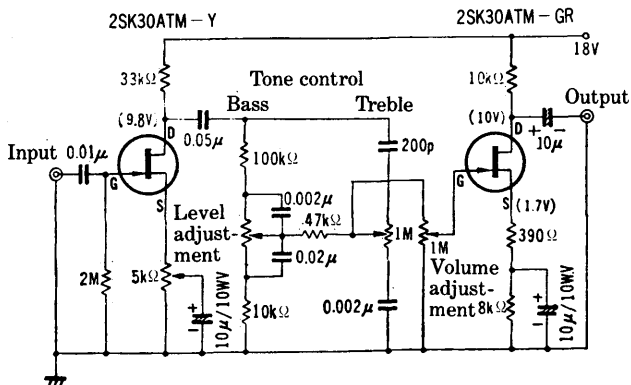 2SK30ATM-Y
2SK30ATM-GR
18V
33kΩ
Tone control
10kΩ
Bass
Treble
Output
(9.8V)
D
0.05μ
(10V)
D
+ -
10μ
Input
0.01μ
100kΩ
200p
G
G
S
0.002μ
S
(1.7V)
Level
adjust-
ment
.47kΩ
1M
1M
390Ω
2M
5kΩ
0.02μ
Volume
adjust-
ment
8kΩ
+
-
10μ/10WV
10kΩ
0.002μ
+
-
10μ/10WV